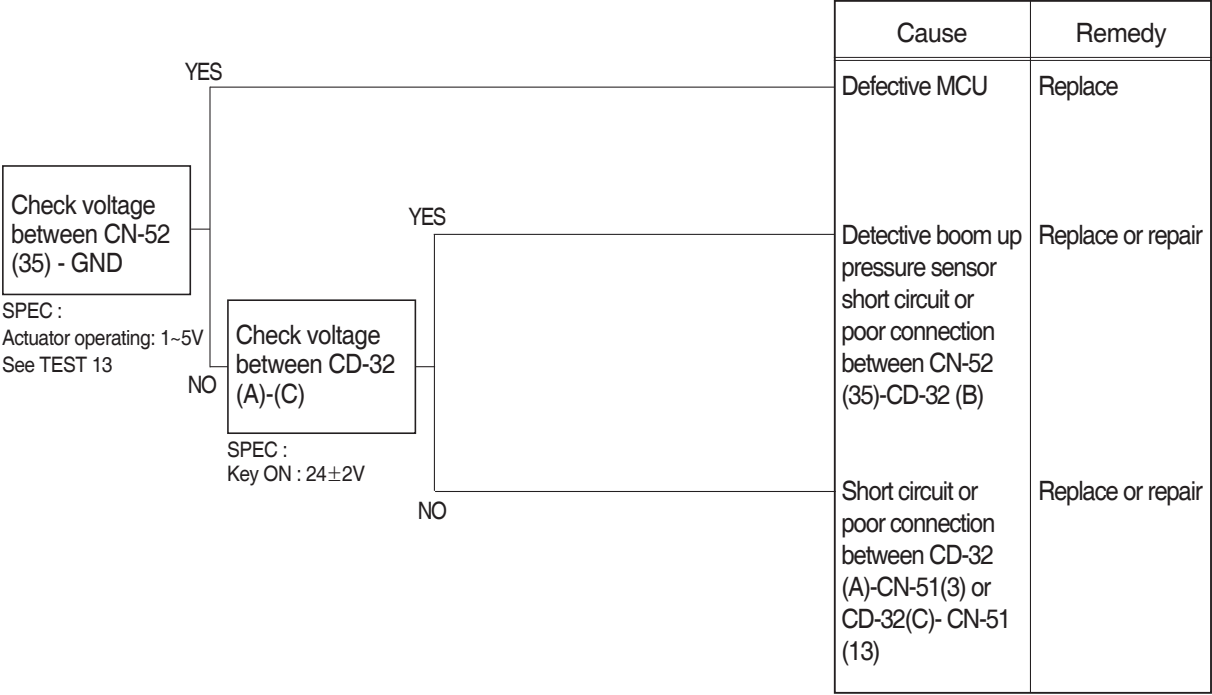 Cause
Remedy
YES
Defective MCU
Replace
Check voltage
between CN-52
(35) - GND
SPEC :
Actuator operating: 1~5V
See TEST 13
NO
YES
Detective boom up
pressure sensor
short circuit or
poor connection
between CN-52
(35)-CD-32 (B)
Replace or repair
Check voltage
between CD-32
(A)-(C)
SPEC :
Key ON : 24±2V
NO
Short circuit or
poor connection
between CD-32
(A)-CN-51(3) or
CD-32(C)- CN-51
(13)
Replace or repair